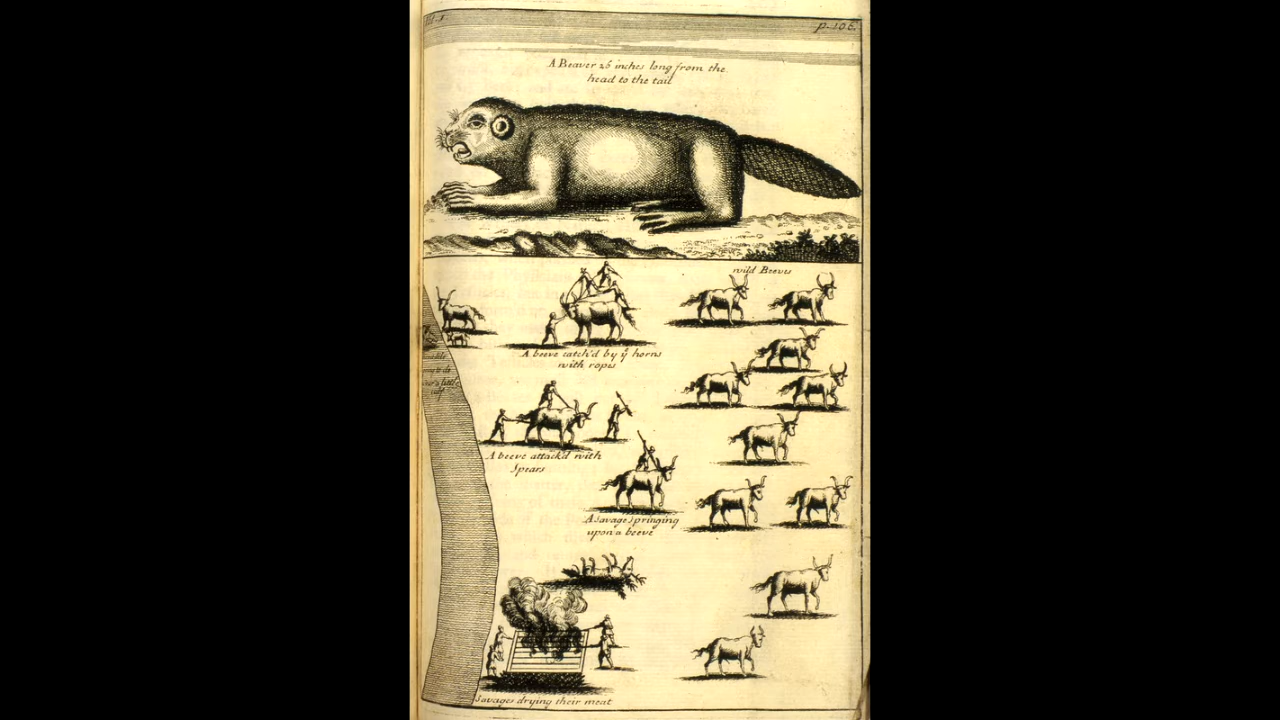 p. 106.
A Beaver 26 inches long from the
head to the tail
wild Beeves
A beeve catch'd by yͤ horns
with ropes
A beeve attack'd with
Spears
A Savage Springing
upon a beeve
Savages drying their meat